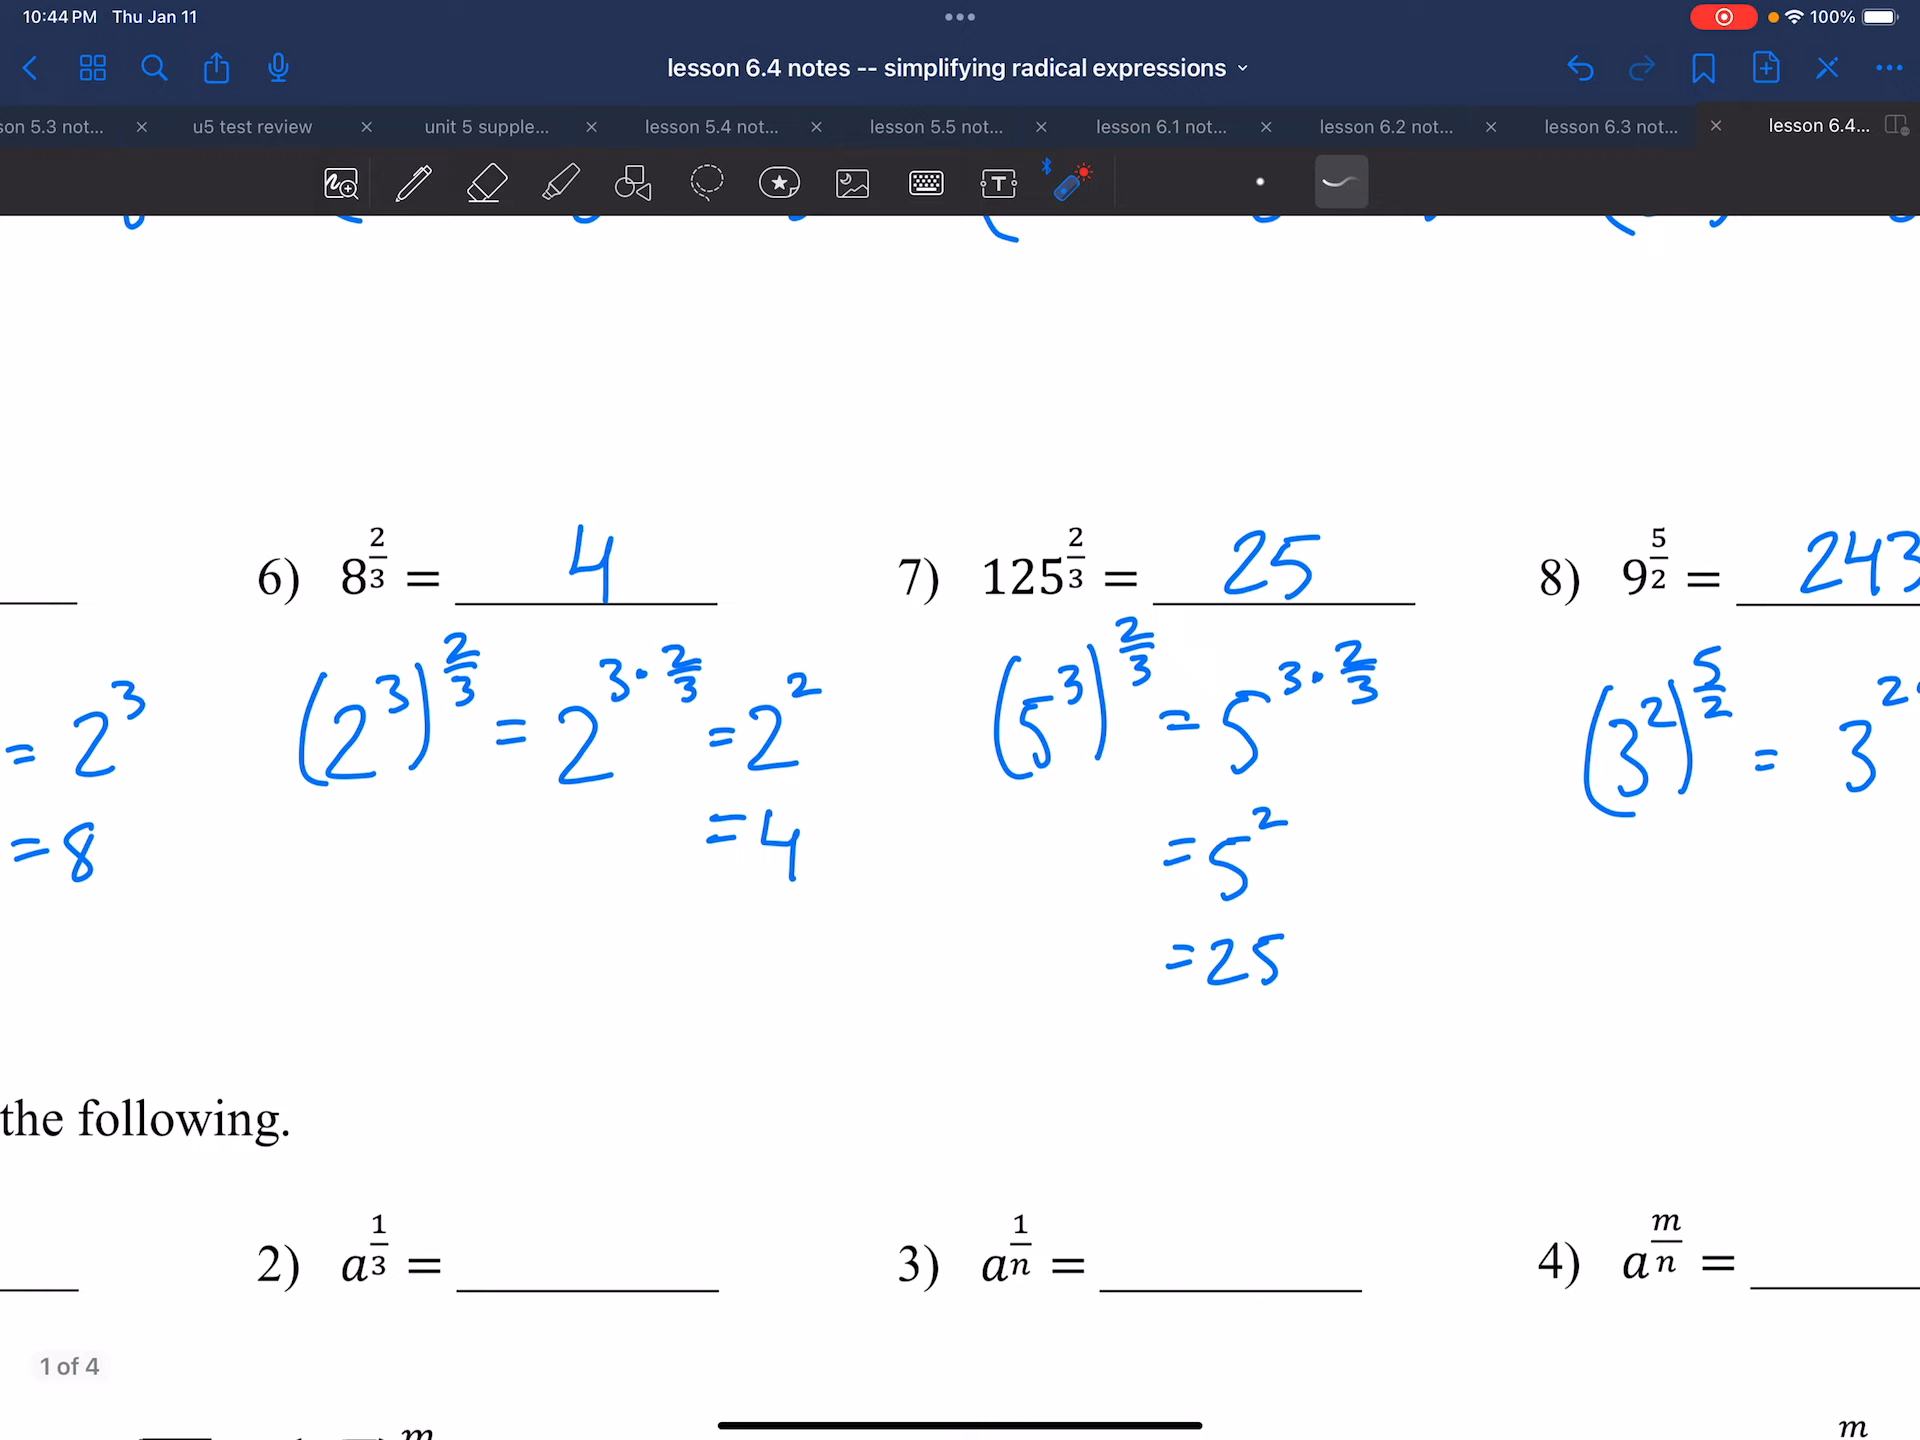 10:44 PM Thu Jan 11
100%
lesson 6.4 notes -- simplifying radical expressions
son 5.3 not...
u5 test review
unit 5 supple...
lesson 5.4 not...
lesson 5.5 not...
lesson 6.1 not...
lesson 6.2 not...
lesson 6.3 not...
lesson 6.4...
6) 8^(2/3) = 4
7) 125^(2/3) = 25
8) 9^(5/2) = 243
= 2^3
= 8
(2^3)^(2/3) = 2^(3·2/3) = 2^2
= 4
(5^3)^(2/3) = 5^(3·2/3)
= 5^2
= 25
(3^2)^(5/2) = 3^2
the following.
2) a^(1/3) =
3) a^(1/n) =
4) a^(m/n) =
1 of 4
m
m